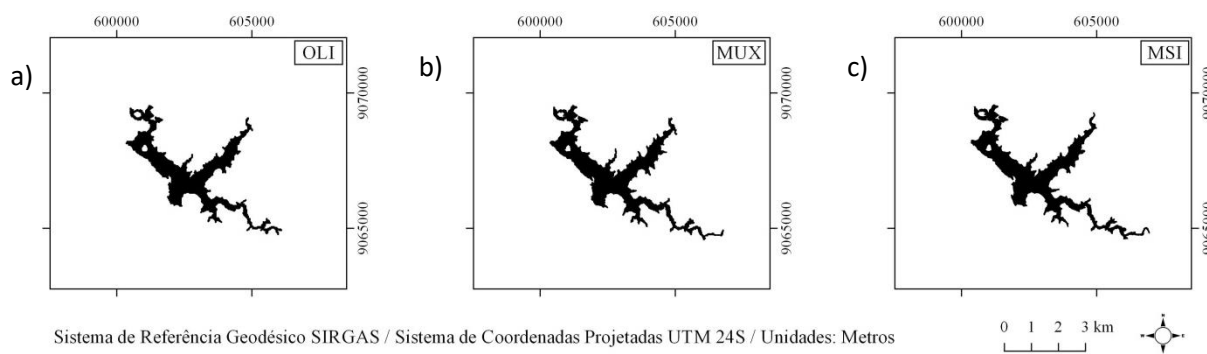 600000 605000 600000 605000 600000 605000
a) OLI b) MUX c) MSI
9070000 9070000 9070000
9065000 9065000 9065000
Sistema de Referência Geodésico SIRGAS / Sistema de Coordenadas Projetadas UTM 24S / Unidades: Metros
0 1 2 3 km